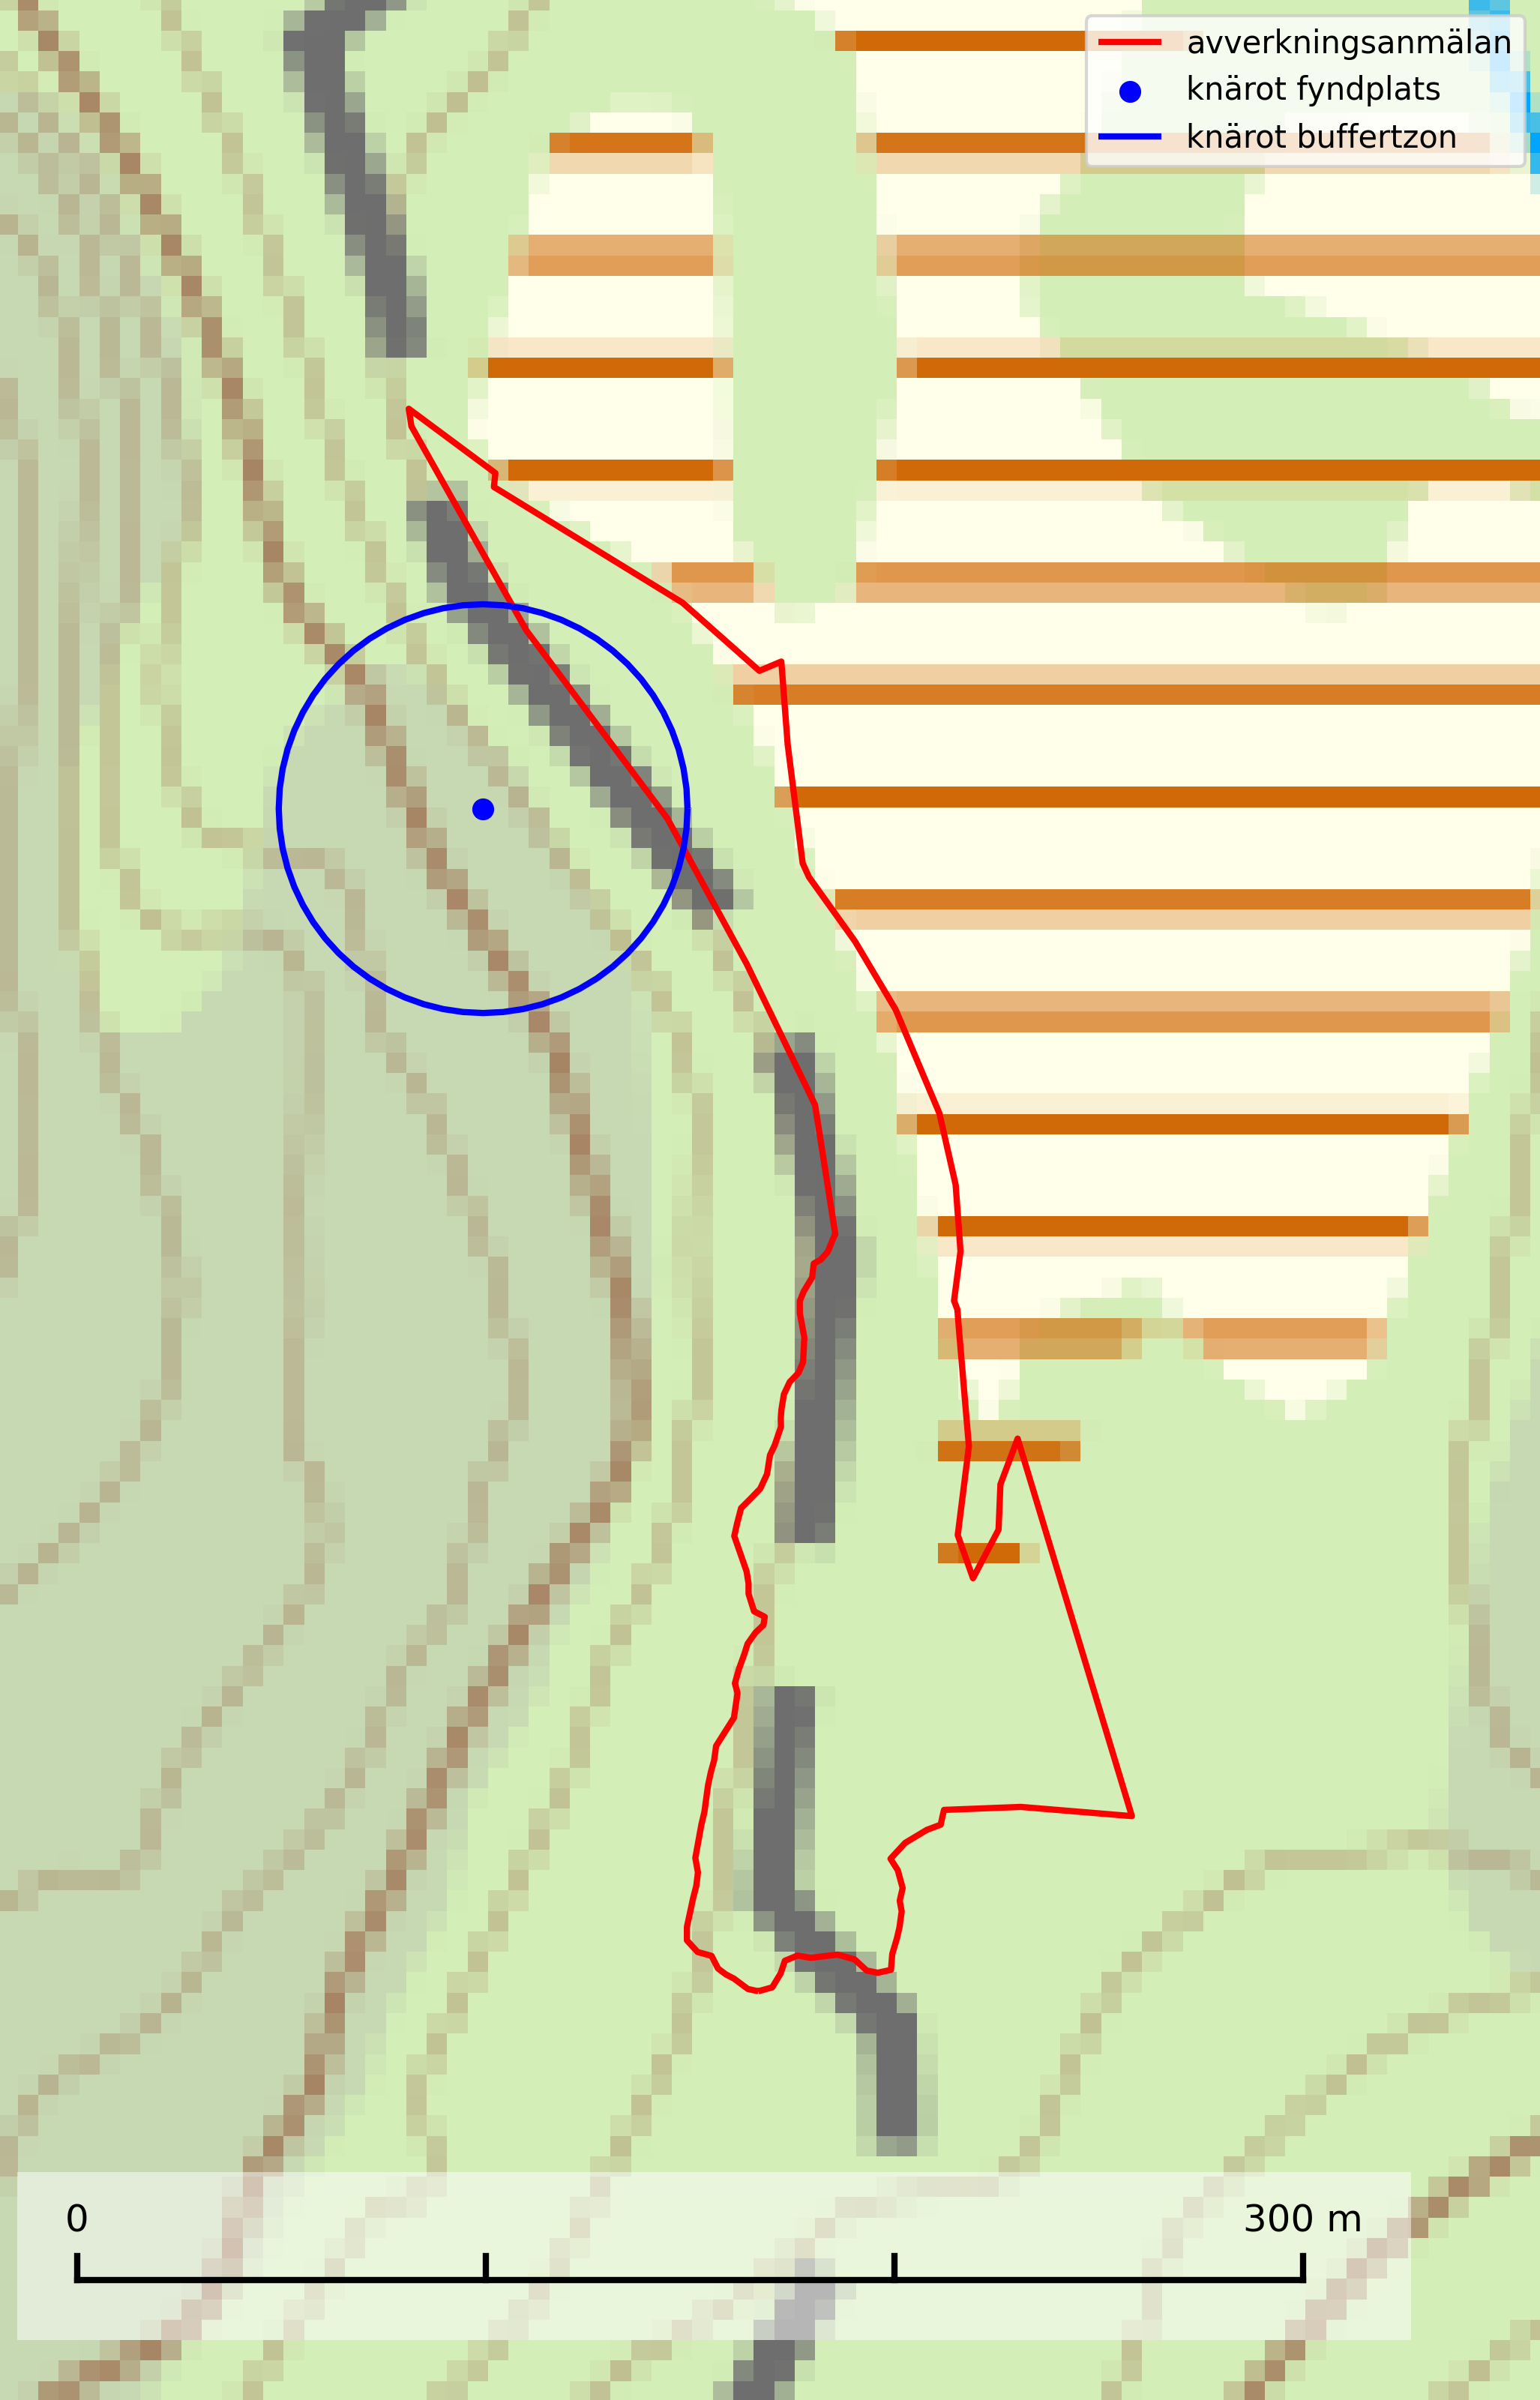 avverkningsanmälan
knärot fyndplats
knärot buffertzon
0 300 m